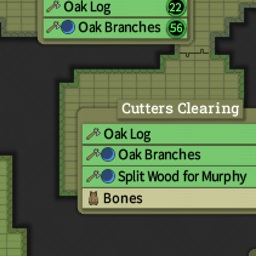 Oak Log 22
Oak Branches 56
Cutters Clearing
Oak Log
Oak Branches
Split Wood for Murphy
Bones